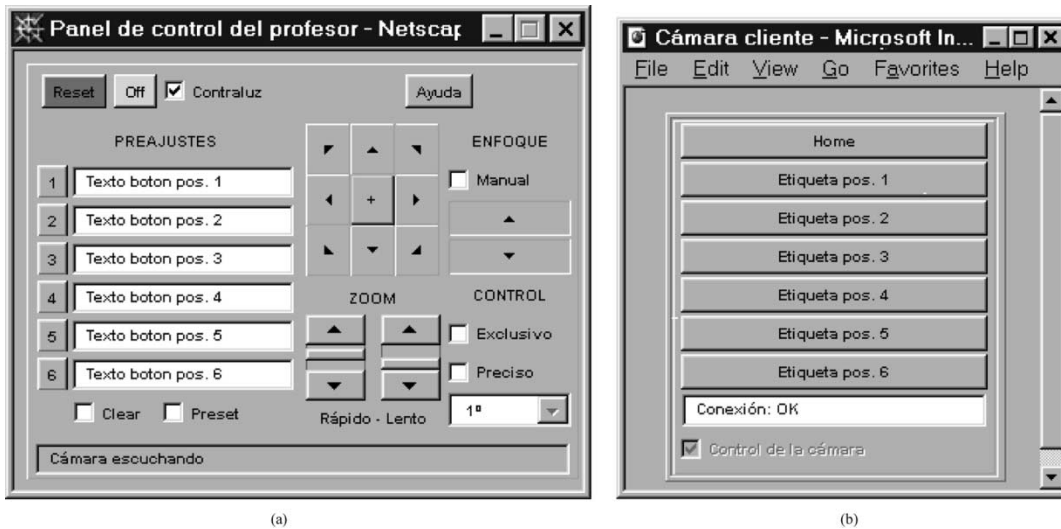 Panel de control del profesor - Netscap
Reset Off Contraluz Ayuda
PREAJUSTES
1 Texto boton pos. 1
2 Texto boton pos. 2
3 Texto boton pos. 3
4 Texto boton pos. 4
5 Texto boton pos. 5
6 Texto boton pos. 6
Clear Preset
+
ZOOM
Rápido - Lento
ENFOQUE
Manual
CONTROL
Exclusivo
Preciso
1º
Cámara escuchando
(a)
Cámara cliente - Microsoft In...
File Edit View Go Favorites Help
Home
Etiqueta pos. 1
Etiqueta pos. 2
Etiqueta pos. 3
Etiqueta pos. 4
Etiqueta pos. 5
Etiqueta pos. 6
Conexión: OK
Control de la cámara
(b)